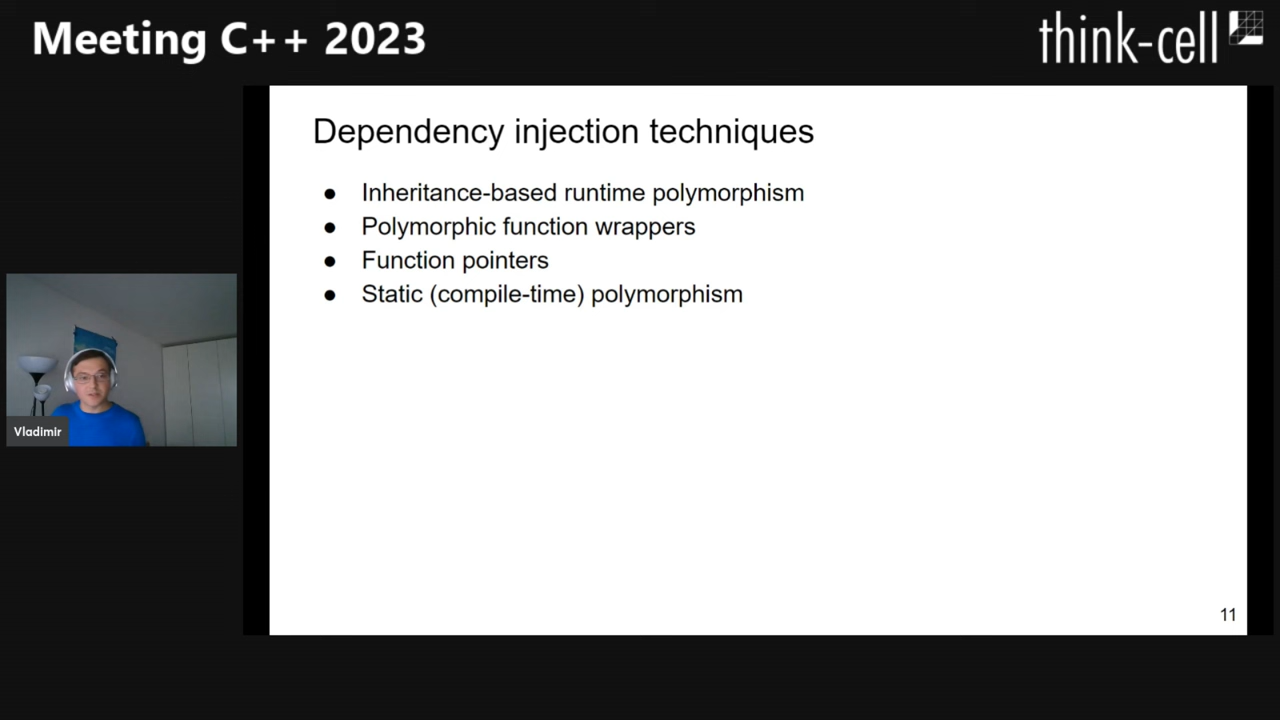 Meeting C++ 2023
think-cell
Dependency injection techniques
● Inheritance-based runtime polymorphism
● Polymorphic function wrappers
● Function pointers
● Static (compile-time) polymorphism
Vladimir
11